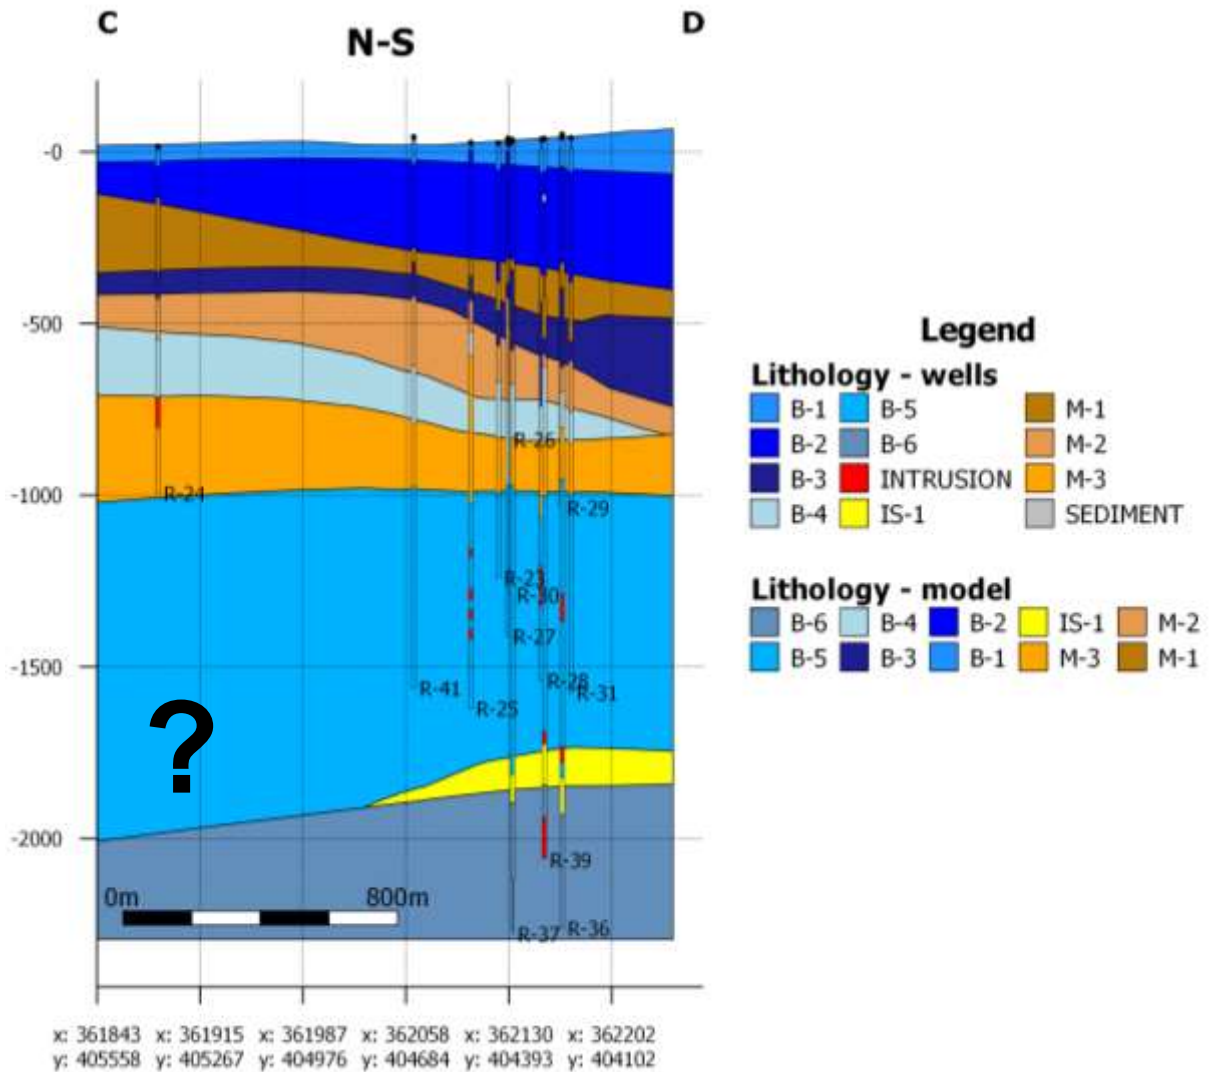 C
D
N-S
-0
-500
-1000
-1500
-2000
R-24
R-26
R-29
R-23
R-30
R-27
R-41
R-25
R-28
R-31
?
R-39
R-37
R-36
0m 800m
x: 361843 x: 361915 x: 361987 x: 362058 x: 362130 x: 362202
y: 405558 y: 405267 y: 404976 y: 404684 y: 404393 y: 404102
Legend
Lithology - wells
B-1 B-5 M-1
B-2 B-6 M-2
B-3 INTRUSION M-3
B-4 IS-1 SEDIMENT
Lithology - model
B-6 B-4 B-2 IS-1 M-2
B-5 B-3 B-1 M-3 M-1